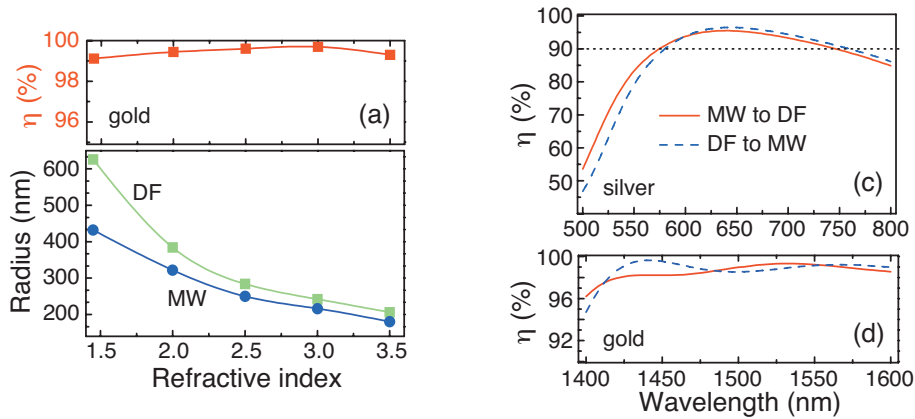 100
98
96
η (%)
gold
(a)
600
500
400
300
200
Radius (nm)
DF
MW
1.5 2.0 2.5 3.0 3.5
Refractive index
100
90
80
70
60
50
η (%)
MW to DF
DF to MW
silver
(c)
500 550 600 650 700 750 800
100
96
92
η (%)
gold
(d)
1400 1450 1500 1550 1600
Wavelength (nm)